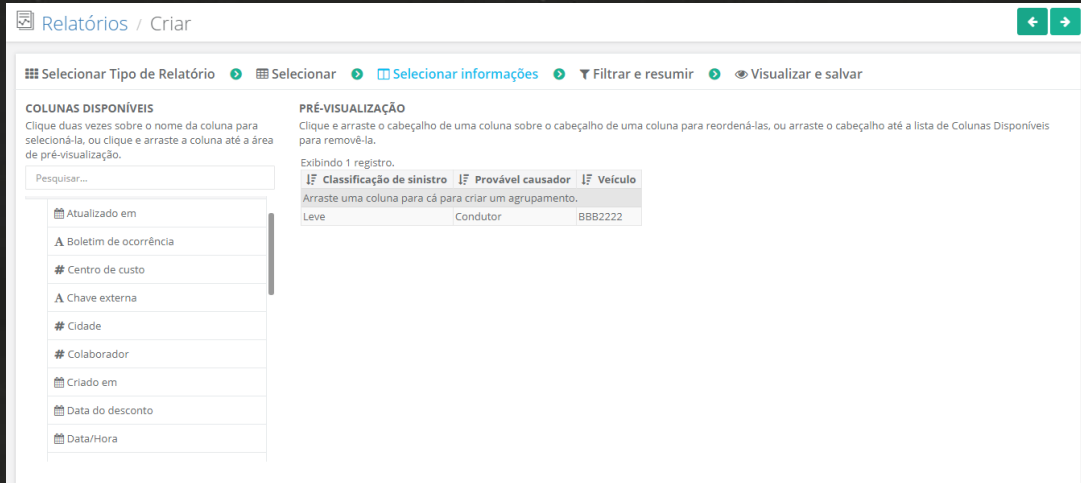 Relatórios / Criar
Selecionar Tipo de Relatório Selecionar Selecionar informações Filtrar e resumir Visualizar e salvar
COLUNAS DISPONÍVEIS
Clique duas vezes sobre o nome da coluna para
selecioná-la, ou clique e arraste a coluna até a área
de pré-visualização.
Pesquisar...
Atualizado em
A Boletim de ocorrência
# Centro de custo
A Chave externa
# Cidade
# Colaborador
Criado em
Data do desconto
Data/Hora
PRÉ-VISUALIZAÇÃO
Clique e arraste o cabeçalho de uma coluna sobre o cabeçalho de uma coluna para reordená-las, ou arraste o cabeçalho até a lista de Colunas Disponíveis
para removê-la.
Exibindo 1 registro.
Classificação de sinistro Provável causador Veículo
Arraste uma coluna para cá para criar um agrupamento.
Leve Condutor BBB2222